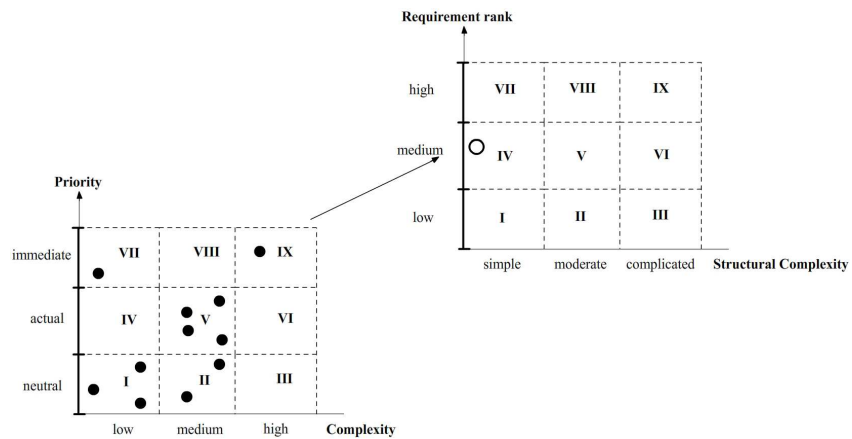 Requirement rank
high
VII
VIII
IX
medium
IV
V
VI
low
I
II
III
simple
moderate
complicated
Structural Complexity
Priority
immediate
VII
VIII
IX
actual
IV
V
VI
neutral
I
II
III
low
medium
high
Complexity